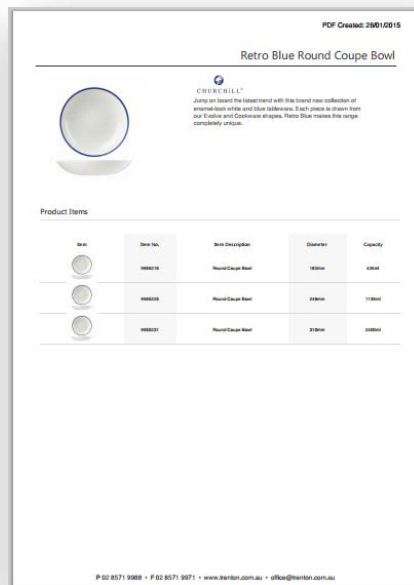 PDF Created: 28/01/2015
Retro Blue Round Coupe Bowl
CHURCHILL®
Jump on board the latest trend with this brand new collection of
enamel-look white and blue tableware. Each piece is drawn from
our Evolve and Cookware shapes. Retro Blue makes this range
completely unique.
Product Items
Item Item No. Item Description Diameter Capacity
Round Coupe Bowl
Round Coupe Bowl
Round Coupe Bowl
P 02 8571 9988 • F 02 8571 9971 • www.trenton.com.au • office@trenton.com.au